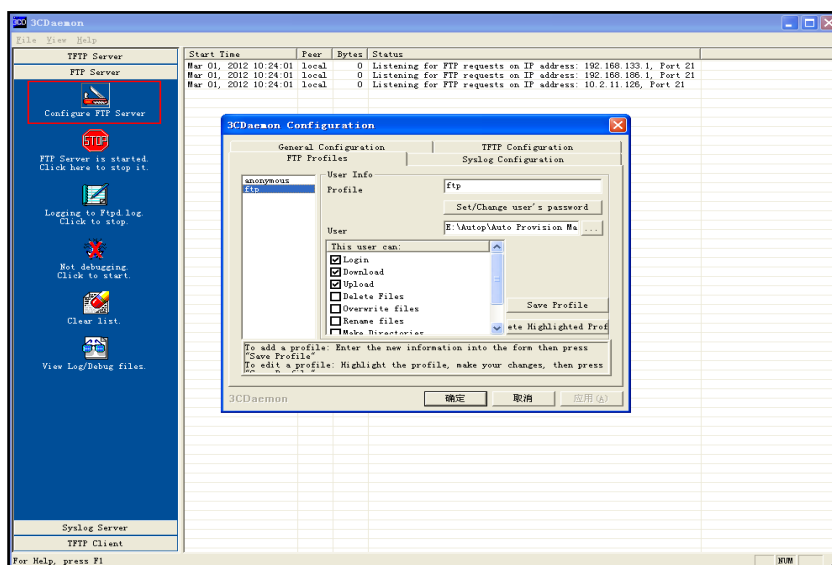 3CD 3CDaemon
File View Help
TFTP Server
FTP Server
Configure FTP Server
STOP
FTP Server is started.
Click here to stop it.
Logging to Ftpd.log.
Click to stop.
Not debugging.
Click to start.
Clear list.
View Log/Debug files.
Syslog Server
TFTP Client
Start Time Peer Bytes Status
Mar 01, 2012 10:24:01 local 0 Listening for FTP requests on IP address: 192.168.133.1, Port 21
Mar 01, 2012 10:24:01 local 0 Listening for FTP requests on IP address: 192.168.186.1, Port 21
Mar 01, 2012 10:24:01 local 0 Listening for FTP requests on IP address: 10.2.11.126, Port 21
3CDaemon Configuration
General Configuration TFTP Configuration
FTP Profiles Syslog Configuration
anonymous
ftp
User Info
Profile ftp
Set/Change user's password
User E:\Autop\Auto Provision Ma ...
This user can:
Login
Download
Upload
Delete Files
Overwrite files
Rename files
Make Directories
Save Profile
ete Highlighted Prof
To add a profile: Enter the new information into the form then press
"Save Profile"
To edit a profile: Highlight the profile, make your changes, then press
3CDaemon
确定 取消 应用(A)
For Help, press F1
NUM